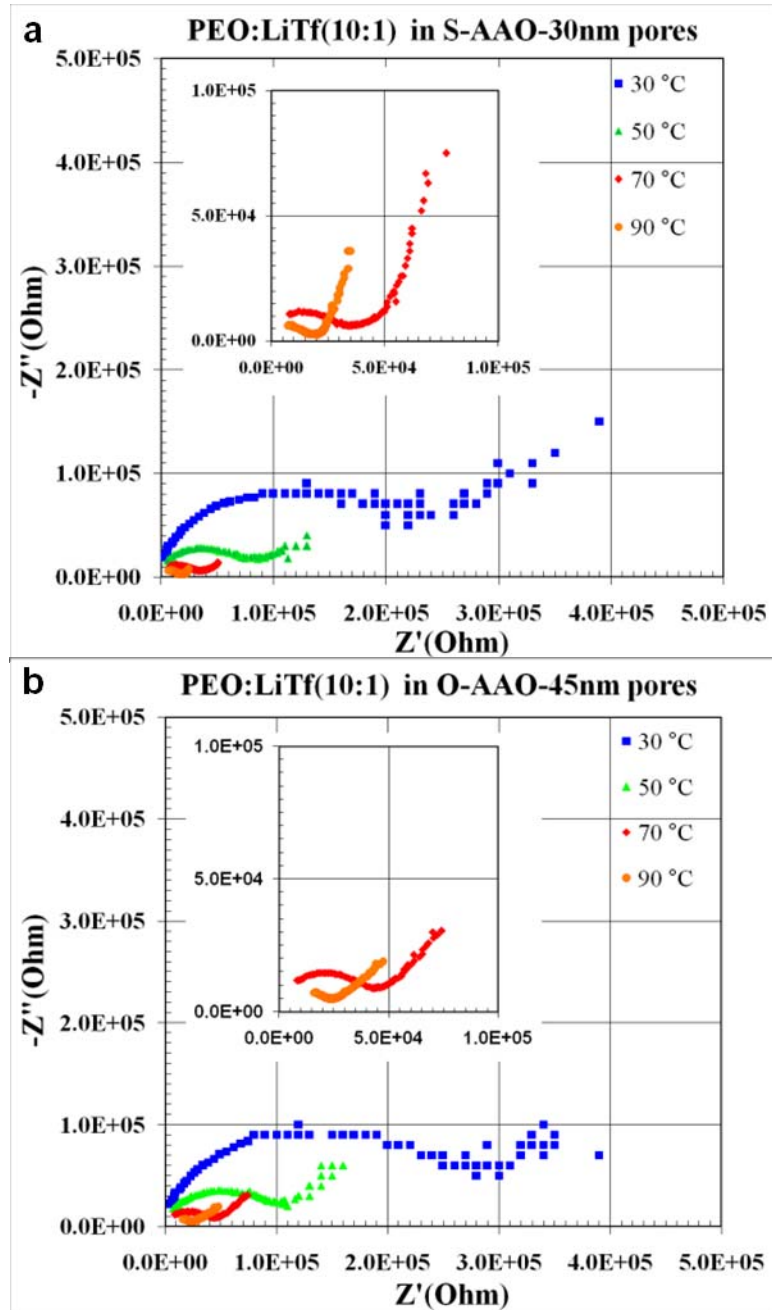 a
PEO:LiTf(10:1) in S-AAO-30nm pores
5.0E+05
4.0E+05
3.0E+05
2.0E+05
1.0E+05
0.0E+00
-Z"(Ohm)
1.0E+05
5.0E+04
0.0E+00
0.0E+00 5.0E+04 1.0E+05
30 °C
50 °C
70 °C
90 °C
0.0E+00 1.0E+05 2.0E+05 3.0E+05 4.0E+05 5.0E+05
Z'(Ohm)
b
PEO:LiTf(10:1) in O-AAO-45nm pores
5.0E+05
4.0E+05
3.0E+05
2.0E+05
1.0E+05
0.0E+00
-Z"(Ohm)
1.0E+05
5.0E+04
0.0E+00
0.0E+00 5.0E+04 1.0E+05
30 °C
50 °C
70 °C
90 °C
0.0E+00 1.0E+05 2.0E+05 3.0E+05 4.0E+05 5.0E+05
Z'(Ohm)